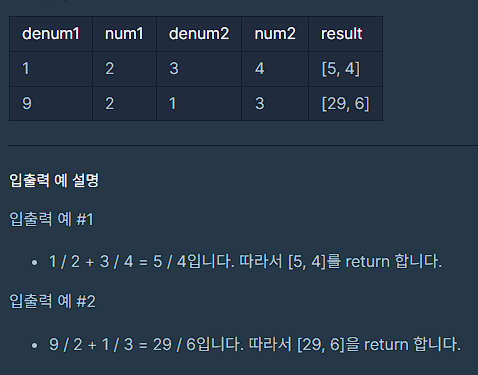 denum1 num1 denum2 num2 result
1 2 3 4 [5, 4]
9 2 1 3 [29, 6]
입출력 예 설명
입출력 예 #1
• 1 / 2 + 3 / 4 = 5 / 4입니다. 따라서 [5, 4]를 return 합니다.
입출력 예 #2
• 9 / 2 + 1 / 3 = 29 / 6입니다. 따라서 [29, 6]을 return 합니다.